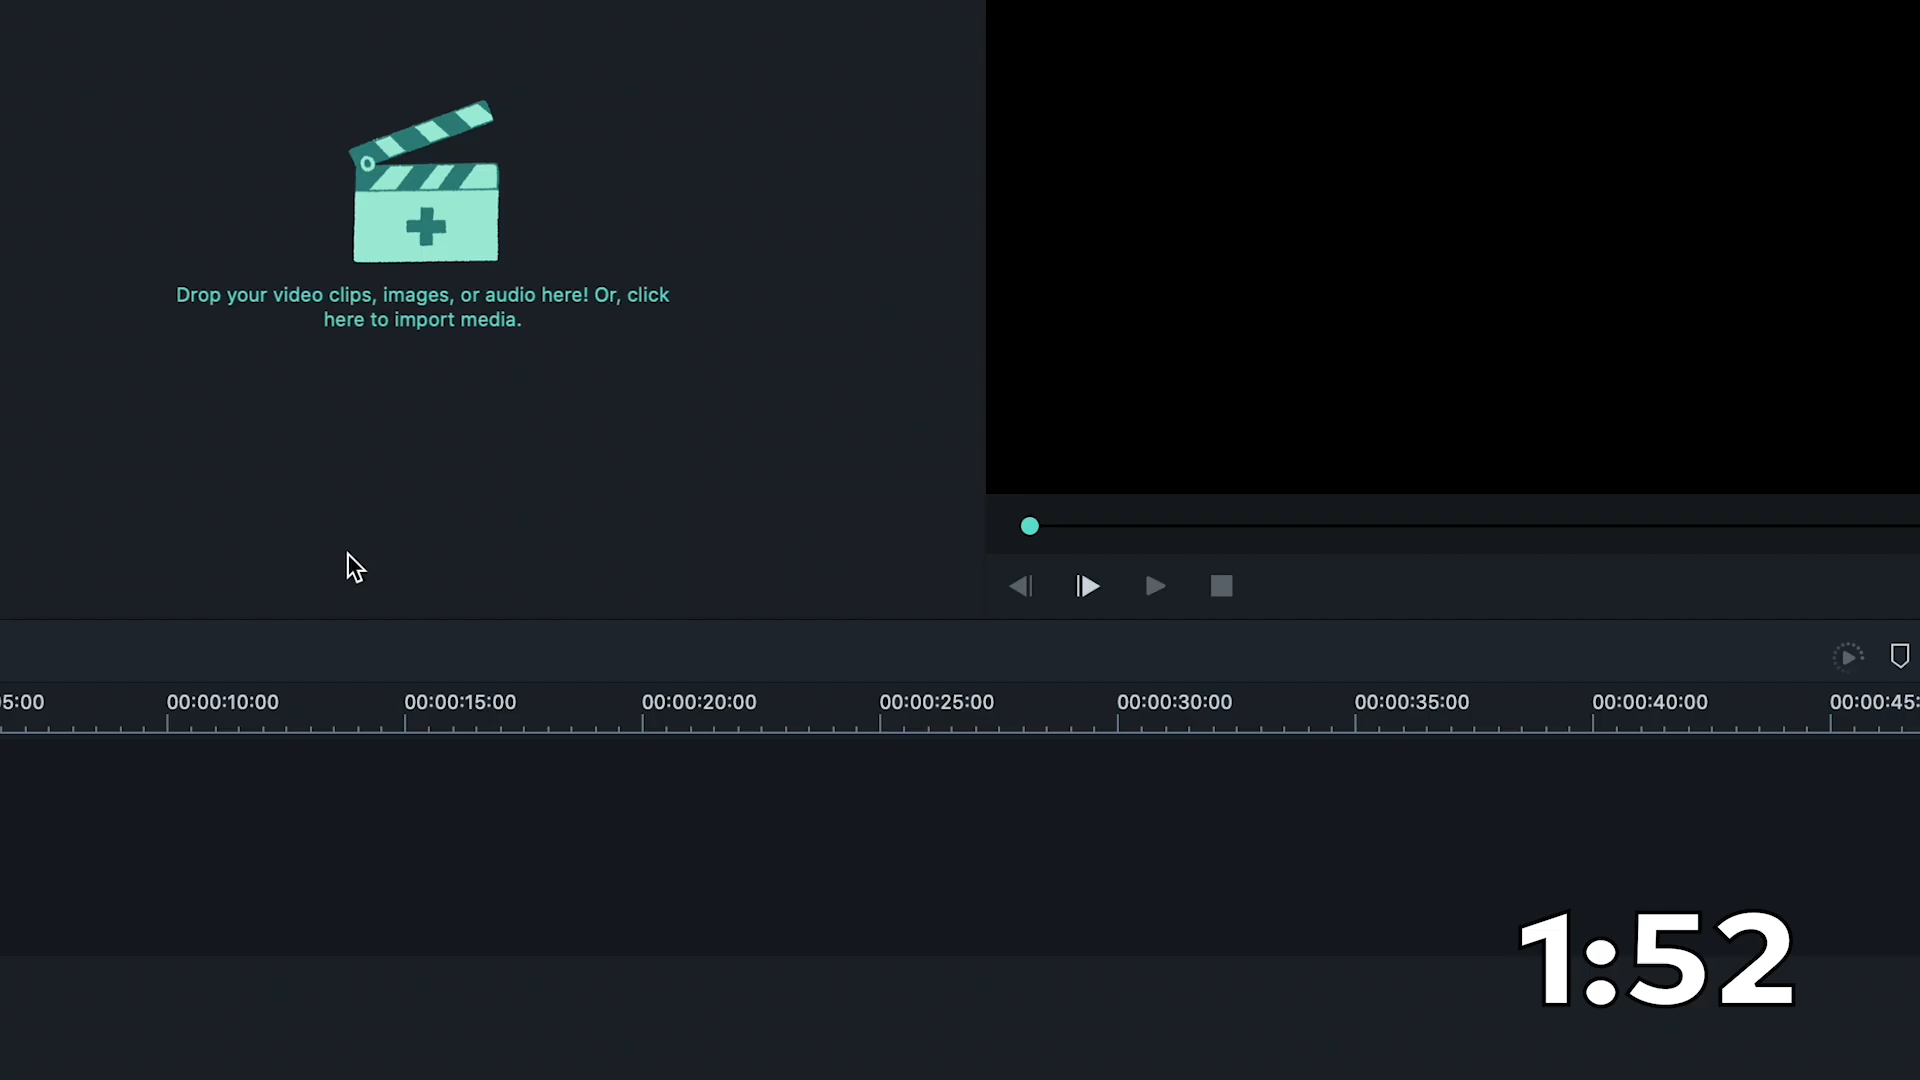 Drop your video clips, images, or audio here! Or, click
here to import media.
05:00 00:00:10:00 00:00:15:00 00:00:20:00 00:00:25:00 00:00:30:00 00:00:35:00 00:00:40:00 00:00:45:
1:52